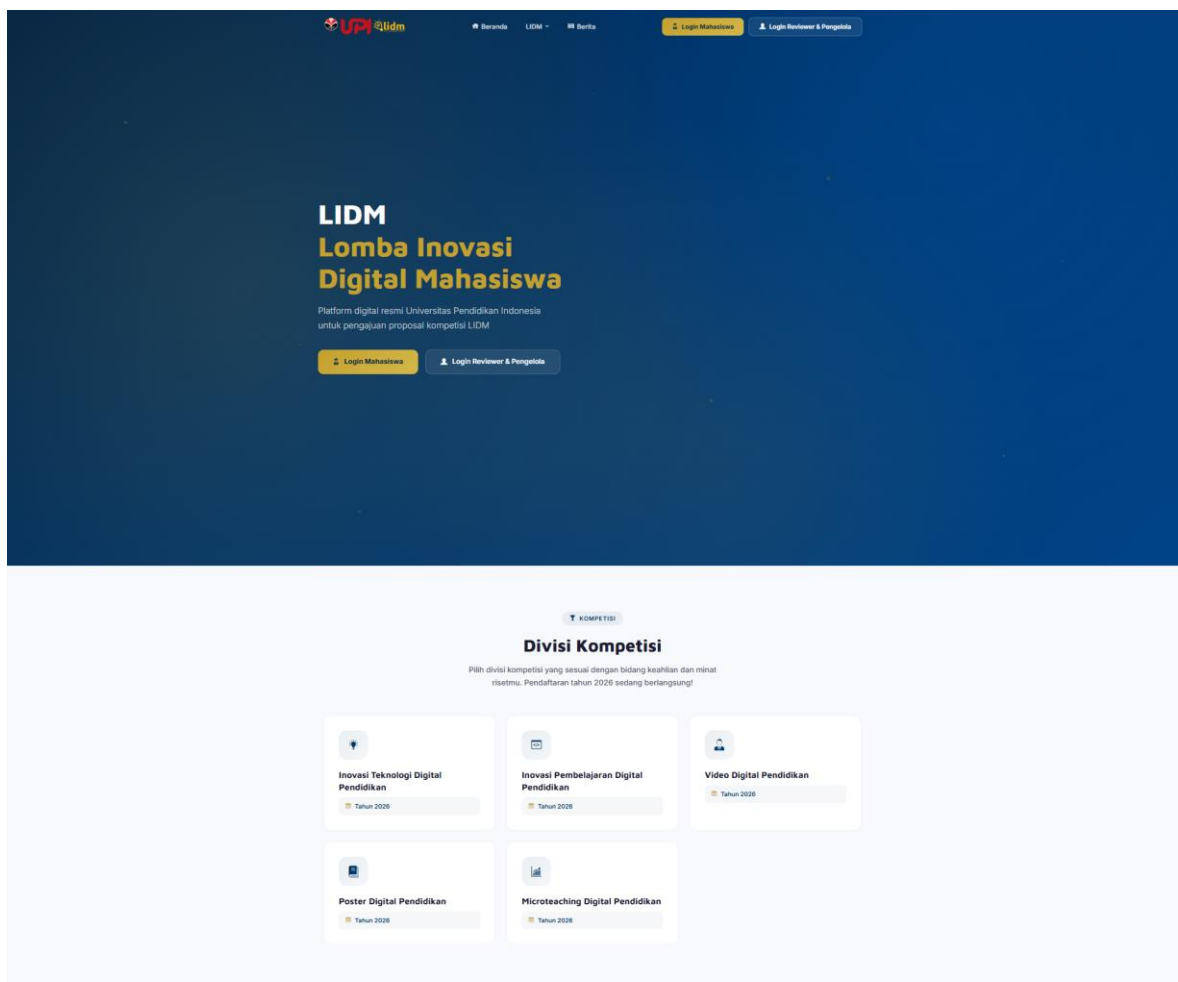 UPI lidm Beranda LIDM Berita Login Mahasiswa Login Reviewer & Pengelola
LIDM
Lomba Inovasi
Digital Mahasiswa
Platform digital resmi Universitas Pendidikan Indonesia
untuk pengajuan proposal kompetisi LIDM
Login Mahasiswa Login Reviewer & Pengelola
KOMPETISI
Divisi Kompetisi
Pilih divisi kompetisi yang sesuai dengan bidang keahlian dan minat
risetmu. Pendaftaran tahun 2026 sedang berlangsung!
Inovasi Teknologi Digital
Pendidikan
Tahun 2026
Inovasi Pembelajaran Digital
Pendidikan
Tahun 2026
Video Digital Pendidikan
Tahun 2026
Poster Digital Pendidikan
Tahun 2026
Microteaching Digital Pendidikan
Tahun 2026